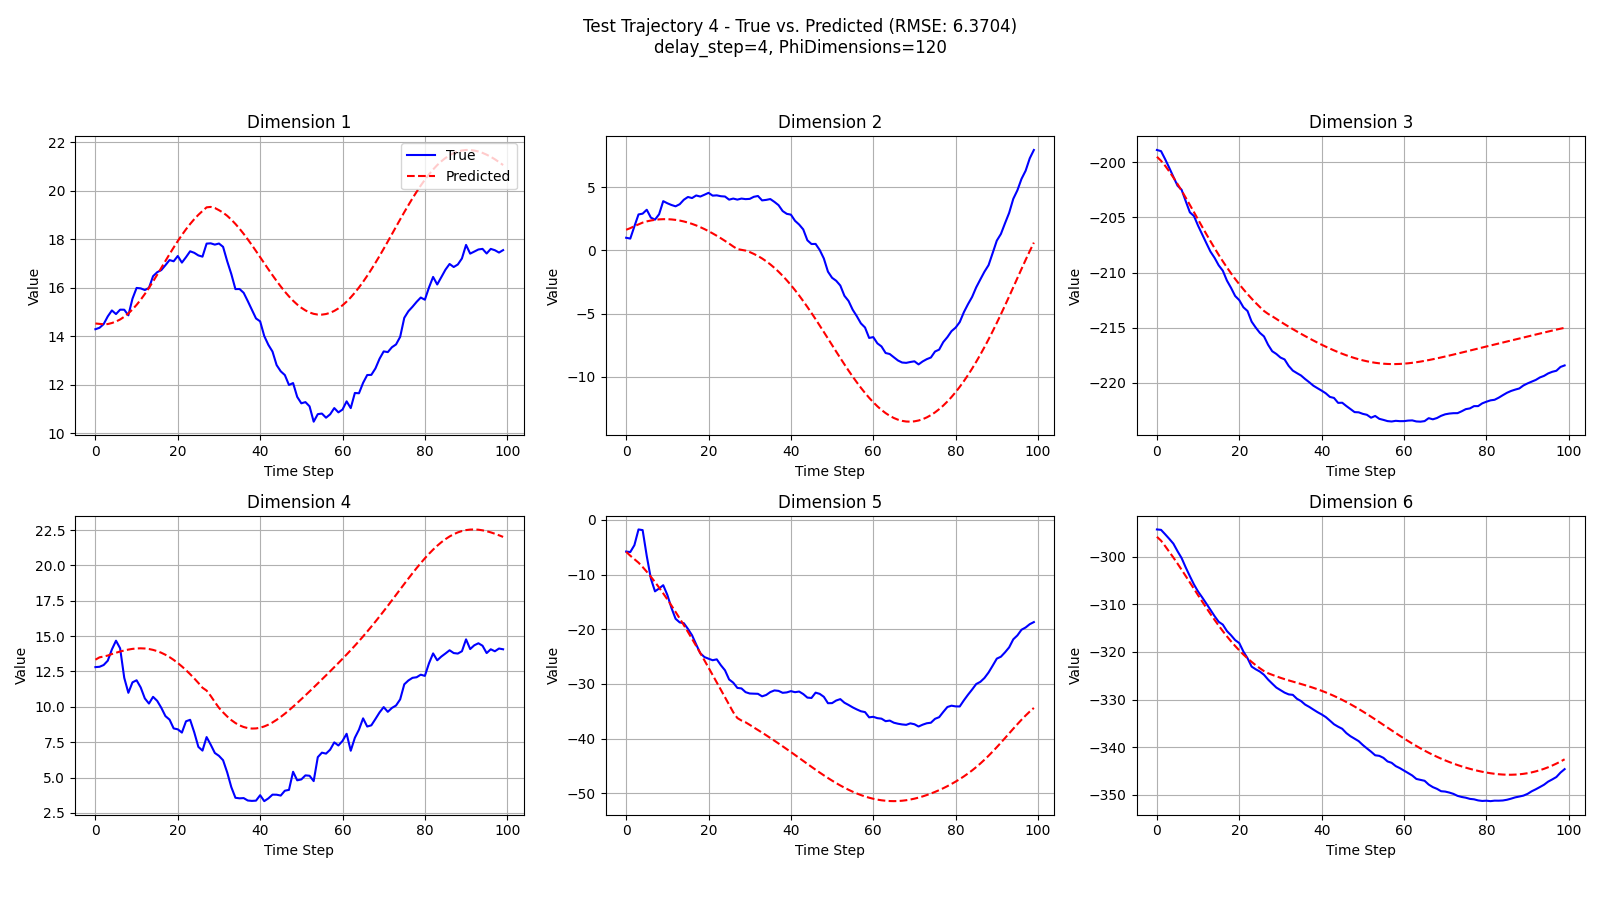 Test Trajectory 4 - True vs. Predicted (RMSE: 6.3704)
delay_step=4, PhiDimensions=120
Dimension 1
Value
22
20
18
16
14
12
10
True
Predicted
0 20 40 60 80 100
Time Step
Dimension 2
Value
5
0
−5
−10
0 20 40 60 80 100
Time Step
Dimension 3
Value
−200
−205
−210
−215
−220
0 20 40 60 80 100
Time Step
Dimension 4
Value
22.5
20.0
17.5
15.0
12.5
10.0
7.5
5.0
2.5
0 20 40 60 80 100
Time Step
Dimension 5
Value
0
−10
−20
−30
−40
−50
0 20 40 60 80 100
Time Step
Dimension 6
Value
−300
−310
−320
−330
−340
−350
0 20 40 60 80 100
Time Step